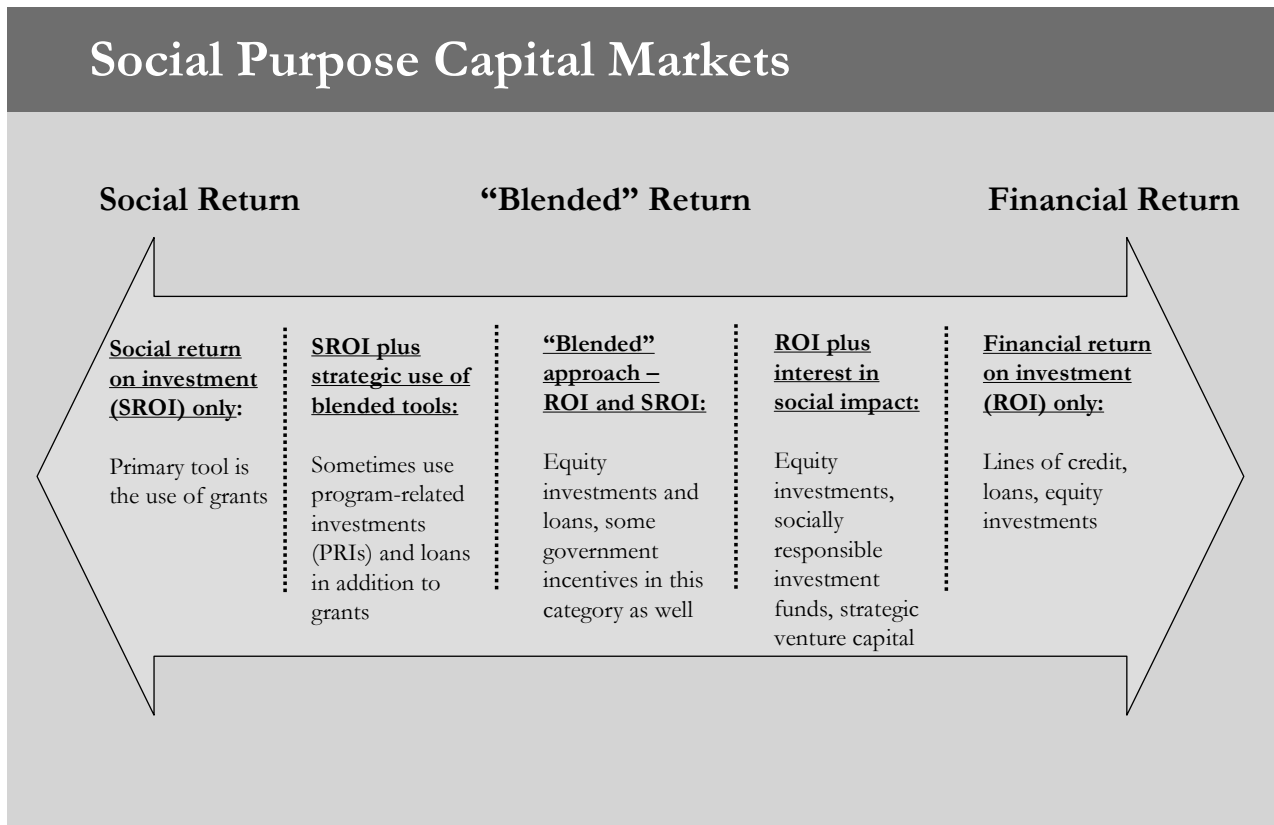 Social Purpose Capital Markets
Social Return
“Blended” Return
Financial Return
Social return
on investment
(SROI) only:
Primary tool is
the use of grants
SROI plus
strategic use of
blended tools:
Sometimes use
program-related
investments
(PRIs) and loans
in addition to
grants
“Blended”
approach –
ROI and SROI:
Equity
investments and
loans, some
government
incentives in this
category as well
ROI plus
interest in
social impact:
Equity
investments,
socially
responsible
investment
funds, strategic
venture capital
Financial return
on investment
(ROI) only:
Lines of credit,
loans, equity
investments